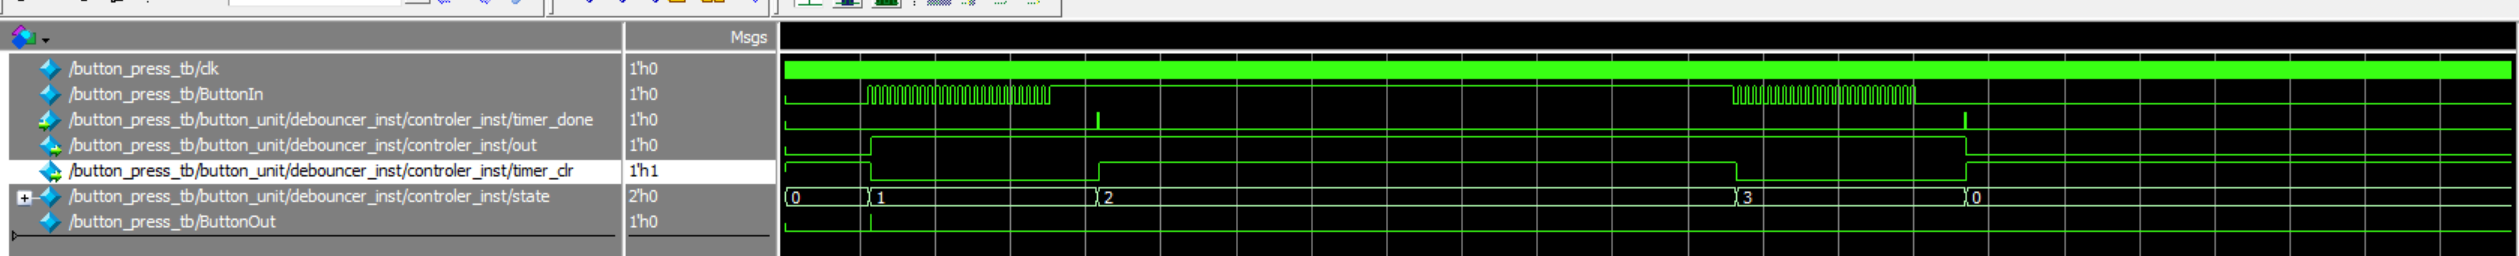 Msgs
/button_press_tb/clk 1'h0
/button_press_tb/ButtonIn 1'h0
/button_press_tb/button_unit/debouncer_inst/controler_inst/timer_done 1'h0
/button_press_tb/button_unit/debouncer_inst/controler_inst/out 1'h0
/button_press_tb/button_unit/debouncer_inst/controler_inst/timer_clr 1'h1
/button_press_tb/button_unit/debouncer_inst/controler_inst/state 2'h0 0 1 2 3 0
/button_press_tb/ButtonOut 1'h0